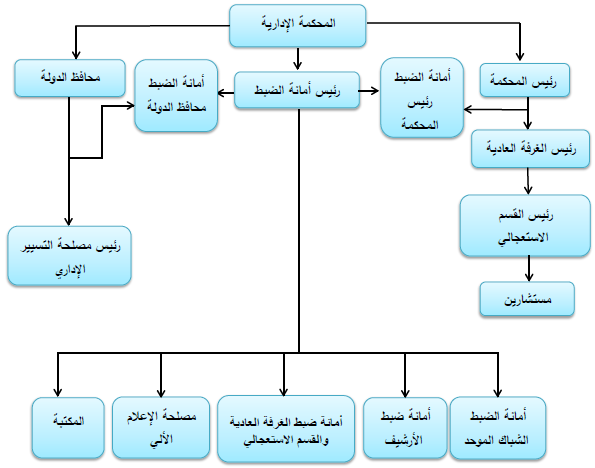 المحكمة الإدارية
رئيس المحكمة
أمانة الضبط
رئيس
المحكمة
رئيس أمانة الضبط
أمانة الضبط
محافظ الدولة
محافظ الدولة
رئيس الغرفة العادية
رئيس القسم
الاستعجالي
مستشارين
رئيس مصلحة التسيير
الإداري
أمانة الضبط
الشباك الموحد
أمانة ضبط
الأرشيف
أمانة ضبط الغرفة العادية
والقسم الاستعجالي
مصلحة الإعلام
الألي
المكتبة